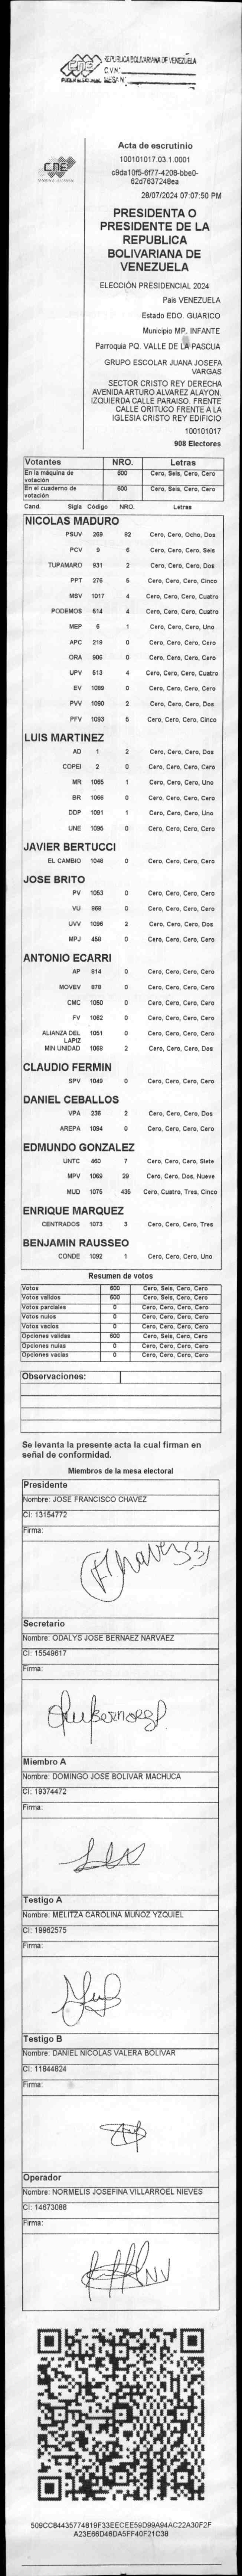 CNE
REPUBLICA BOLIVARIANA DE VENEZUELA
CNE
Acta de escrutinio
100101017.03.1.0001
c9da10f5-6f77-4208-bbe0-
62d7637248ea
28/07/2024 07:07:50 PM
PRESIDENTA O
PRESIDENTE DE LA
REPUBLICA
BOLIVARIANA DE
VENEZUELA
ELECCIÓN PRESIDENCIAL 2024
Pais VENEZUELA
Estado EDO. GUARICO
Municipio MP. INFANTE
Parroquia PQ. VALLE DE LA PASCUA
GRUPO ESCOLAR JUANA JOSEFA
VARGAS
SECTOR CRISTO REY DERECHA
AVENIDA ARTURO ALVAREZ ALAYON.
IZQUIERDA CALLE PARAISO. FRENTE
CALLE ORITUCO FRENTE A LA
IGLESIA CRISTO REY EDIFICIO
100101017
908 Electores
Votantes NRO. Letras
En la máquina de votación 600 Cero, Seis, Cero, Cero
En el cuaderno de votación 600 Cero, Seis, Cero, Cero
Cand. Sigla Código NRO. Letras
NICOLAS MADURO
PSUV 269 82 Cero, Cero, Ocho, Dos
PCV 9 6 Cero, Cero, Cero, Seis
TUPAMARO 931 2 Cero, Cero, Cero, Dos
PPT 276 5 Cero, Cero, Cero, Cinco
MSV 1017 4 Cero, Cero, Cero, Cuatro
PODEMOS 514 4 Cero, Cero, Cero, Cuatro
MEP 6 1 Cero, Cero, Cero, Uno
APC 219 0 Cero, Cero, Cero, Cero
ORA 906 0 Cero, Cero, Cero, Cero
UPV 513 4 Cero, Cero, Cero, Cuatro
EV 1089 0 Cero, Cero, Cero, Cero
PVV 1090 2 Cero, Cero, Cero, Dos
PFV 1093 5 Cero, Cero, Cero, Cinco
LUIS MARTINEZ
AD 1 2 Cero, Cero, Cero, Dos
COPEI 2 0 Cero, Cero, Cero, Cero
MR 1065 1 Cero, Cero, Cero, Uno
BR 1066 0 Cero, Cero, Cero, Cero
DDP 1091 1 Cero, Cero, Cero, Uno
UNE 1095 0 Cero, Cero, Cero, Cero
JAVIER BERTUCCI
EL CAMBIO 1048 0 Cero, Cero, Cero, Cero
JOSE BRITO
PV 1053 0 Cero, Cero, Cero, Cero
VU 968 0 Cero, Cero, Cero, Cero
UVV 1096 2 Cero, Cero, Cero, Dos
MPJ 458 0 Cero, Cero, Cero, Cero
ANTONIO ECARRI
AP 814 0 Cero, Cero, Cero, Cero
MOVEV 878 0 Cero, Cero, Cero, Cero
CMC 1050 0 Cero, Cero, Cero, Cero
FV 1062 0 Cero, Cero, Cero, Cero
ALIANZA DEL LAPIZ 1051 0 Cero, Cero, Cero, Cero
MIN UNIDAD 1058 2 Cero, Cero, Cero, Dos
CLAUDIO FERMIN
SPV 1049 0 Cero, Cero, Cero, Cero
DANIEL CEBALLOS
VPA 236 2 Cero, Cero, Cero, Dos
AREPA 1094 0 Cero, Cero, Cero, Cero
EDMUNDO GONZALEZ
UNTC 460 7 Cero, Cero, Cero, Siete
MPV 1069 29 Cero, Cero, Dos, Nueve
MUD 1075 435 Cero, Cuatro, Tres, Cinco
ENRIQUE MARQUEZ
CENTRADOS 1073 3 Cero, Cero, Cero, Tres
BENJAMIN RAUSSEO
CONDE 1092 1 Cero, Cero, Cero, Uno
Resumen de votos
Votos 600 Cero, Seis, Cero, Cero
Votos validos 600 Cero, Seis, Cero, Cero
Votos parciales 0 Cero, Cero, Cero, Cero
Votos nulos 0 Cero, Cero, Cero, Cero
Votos vacios 0 Cero, Cero, Cero, Cero
Opciones validas 600 Cero, Seis, Cero, Cero
Opciones nulas 0 Cero, Cero, Cero, Cero
Opciones vacias 0 Cero, Cero, Cero, Cero
Observaciones:
Se levanta la presente acta la cual firman en
señal de conformidad.
Miembros de la mesa electoral
Presidente
Nombre: JOSE FRANCISCO CHAVEZ
CI: 13154772
Firma:
Secretario
Nombre: ODALYS JOSE BERNAEZ NARVAEZ
CI: 15549617
Firma:
Miembro A
Nombre: DOMINGO JOSE BOLIVAR MACHUCA
CI: 19374472
Firma:
Testigo A
Nombre: MELITZA CAROLINA MUÑOZ YZQUIEL
CI: 19962575
Firma:
Testigo B
Nombre: DANIEL NICOLAS VALERA BOLIVAR
CI: 11844824
Firma:
Operador
Nombre: NORMELIS JOSEFINA VILLARROEL NIEVES
CI: 14673088
Firma:
509CC84435774819F33EECEE59D99A94AC22A30F2F
A23E66D46DA5FF40F21C38